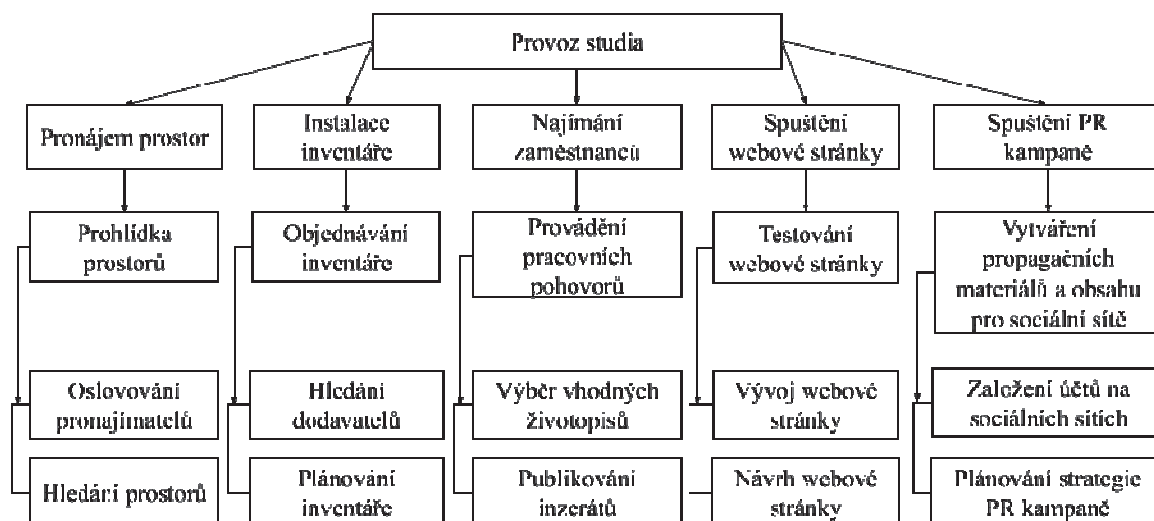 Provoz studia
Pronájem prostor
Instalace
inventáře
Najímání
zaměstnanců
Spuštění
webové stránky
Spuštění PR
kampaně
Prohlídka
prostorů
Objednávání
inventáře
Provádění
pracovních
pohovorů
Testování
webové stránky
Vytváření
propagačních
materiálů a obsahu
pro sociální sítě
Oslovování
pronajímatelů
Hledání
dodavatelů
Výběr vhodných
životopisů
Vývoj webové
stránky
Založení účtů na
sociálních sítích
Hledání prostorů
Plánování
inventáře
Publikování
inzerátů
Návrh webové
stránky
Plánování strategie
PR kampaně